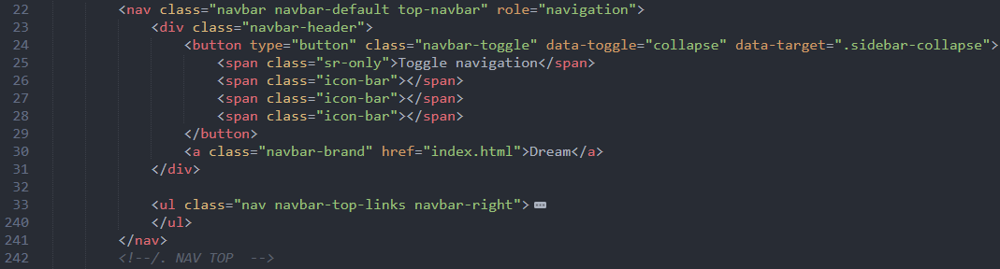 22 <nav class="navbar navbar-default top-navbar" role="navigation">
23 <div class="navbar-header">
24 <button type="button" class="navbar-toggle" data-toggle="collapse" data-target=".sidebar-collapse">
25 <span class="sr-only">Toggle navigation</span>
26 <span class="icon-bar"></span>
27 <span class="icon-bar"></span>
28 <span class="icon-bar"></span>
29 </button>
30 <a class="navbar-brand" href="index.html">Dream</a>
31 </div>
32
33 <ul class="nav navbar-top-links navbar-right">
240 </ul>
241 </nav>
242 <!--/. NAV TOP  -->